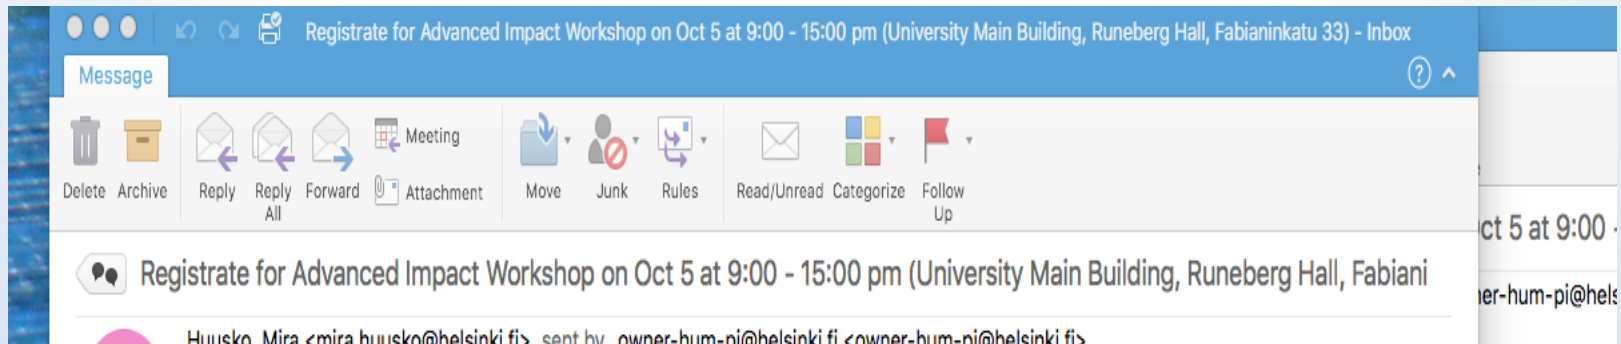 Registrate for Advanced Impact Workshop on Oct 5 at 9:00 - 15:00 pm (University Main Building, Runeberg Hall, Fabianinkatu 33) - Inbox
Message
?
Meeting
Delete Archive Reply Reply All Forward Attachment Move Junk Rules Read/Unread Categorize Follow Up
ct 5 at 9:00 -
Registrate for Advanced Impact Workshop on Oct 5 at 9:00 - 15:00 pm (University Main Building, Runeberg Hall, Fabiani
er-hum-pi@hels
Huusko, Mira <mira.huusko@helsinki.fi> sent by owner-hum-pi@helsinki.fi <owner-hum-pi@helsinki.fi>